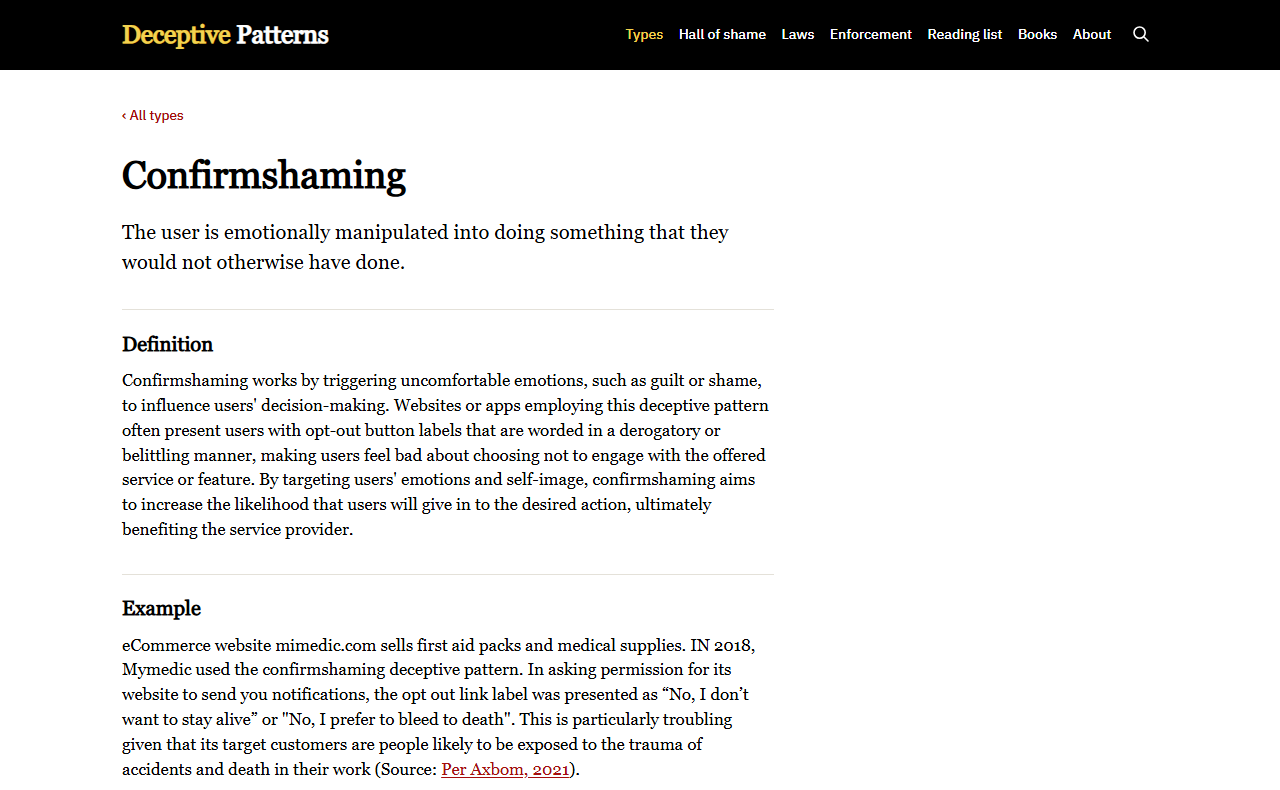 Deceptive Patterns
Types Hall of shame Laws Enforcement Reading list Books About
‹ All types
Confirmshaming
The user is emotionally manipulated into doing something that they
would not otherwise have done.
Definition
Confirmshaming works by triggering uncomfortable emotions, such as guilt or shame,
to influence users' decision-making. Websites or apps employing this deceptive pattern
often present users with opt-out button labels that are worded in a derogatory or
belittling manner, making users feel bad about choosing not to engage with the offered
service or feature. By targeting users' emotions and self-image, confirmshaming aims
to increase the likelihood that users will give in to the desired action, ultimately
benefiting the service provider.
Example
eCommerce website mimedic.com sells first aid packs and medical supplies. IN 2018,
Mymedic used the confirmshaming deceptive pattern. In asking permission for its
website to send you notifications, the opt out link label was presented as “No, I don’t
want to stay alive” or "No, I prefer to bleed to death". This is particularly troubling
given that its target customers are people likely to be exposed to the trauma of
accidents and death in their work (Source: Per Axbom, 2021).